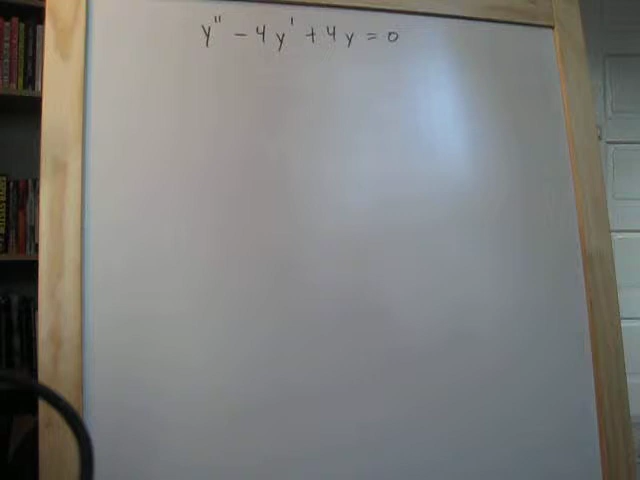 y'' - 4y' + 4y = 0